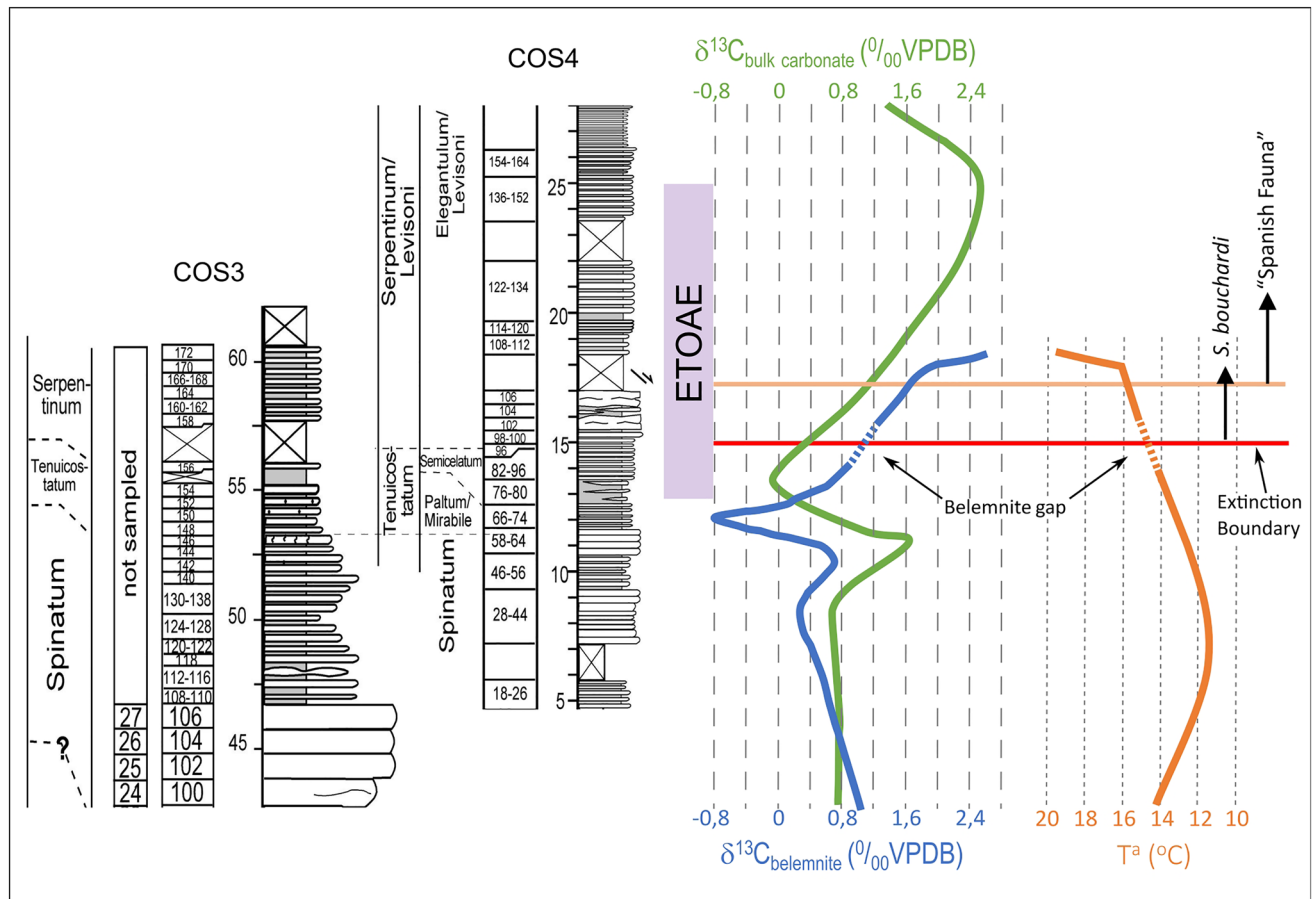 COS3
Serpen-
tinum
Tenuicos-
tatum
Spinatum
?
not sampled
27
26
25
24
172
170
166-168
164
160-162
158
156
154
152
150
148
146
144
142
140
130-138
124-128
120-122
118
112-116
108-110
106
104
102
100
60
55
50
45
COS4
Serpentinum/
Levisoni
Tenuicos-
tatum
Spinatum
Elegantulum/
Levisoni
Semicelatum
Paltum/
Mirabile
154-164
136-152
122-134
114-120
108-112
106
104
102
98-100
96
82-96
76-80
66-74
58-64
46-56
28-44
18-26
25
20
15
10
5
δ13Cbulk carbonate (0/00VPDB)
-0,8 0 0,8 1,6 2,4
ETOAE
Belemnite gap
-0,8 0 0,8 1,6 2,4
δ13Cbelemnite (0/00VPDB)
20 18 16 14 12 10
Ta (oC)
S. bouchardi
“Spanish Fauna”
Extinction
Boundary